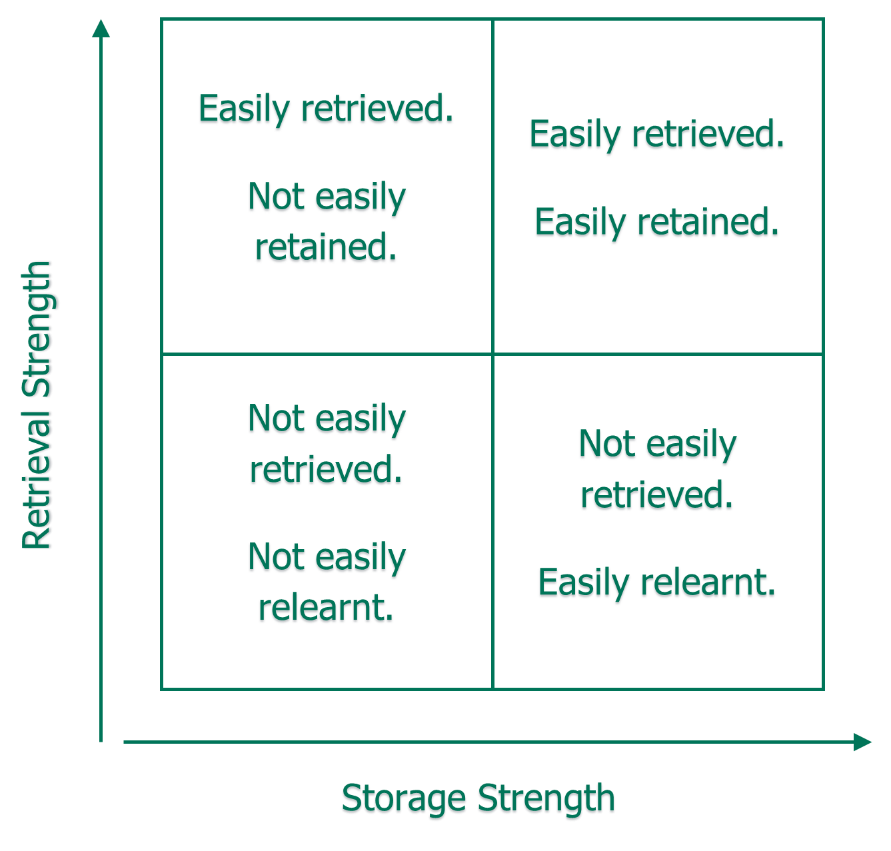 Easily retrieved.
Not easily
retained.
Easily retrieved.
Easily retained.
Not easily
retrieved.
Not easily
relearnt.
Not easily
retrieved.
Easily relearnt.
Retrieval Strength
Storage Strength